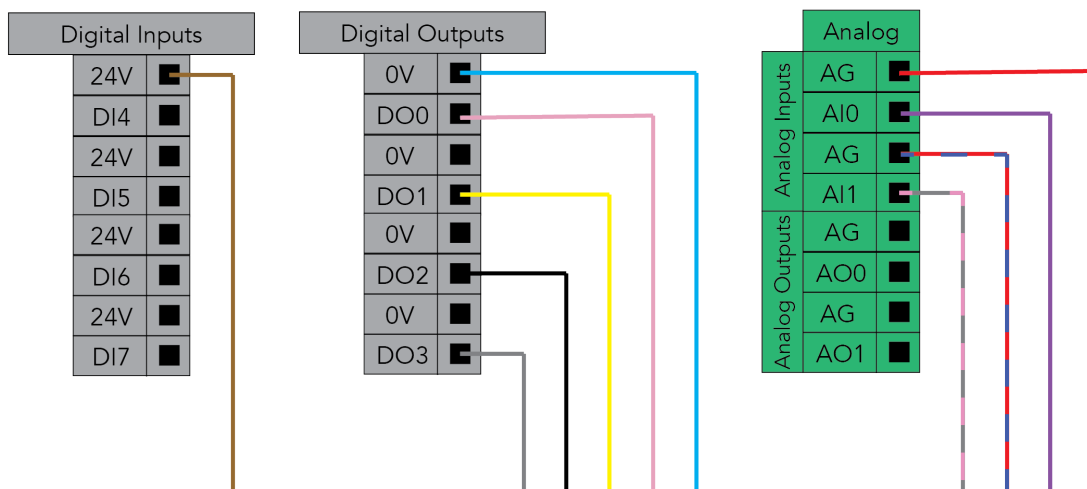 Digital Inputs
24V
DI4
24V
DI5
24V
DI6
24V
DI7
Digital Outputs
0V
DO0
0V
DO1
0V
DO2
0V
DO3
Analog
Analog Inputs
AG
AI0
AG
AI1
Analog Outputs
AG
AO0
AG
AO1